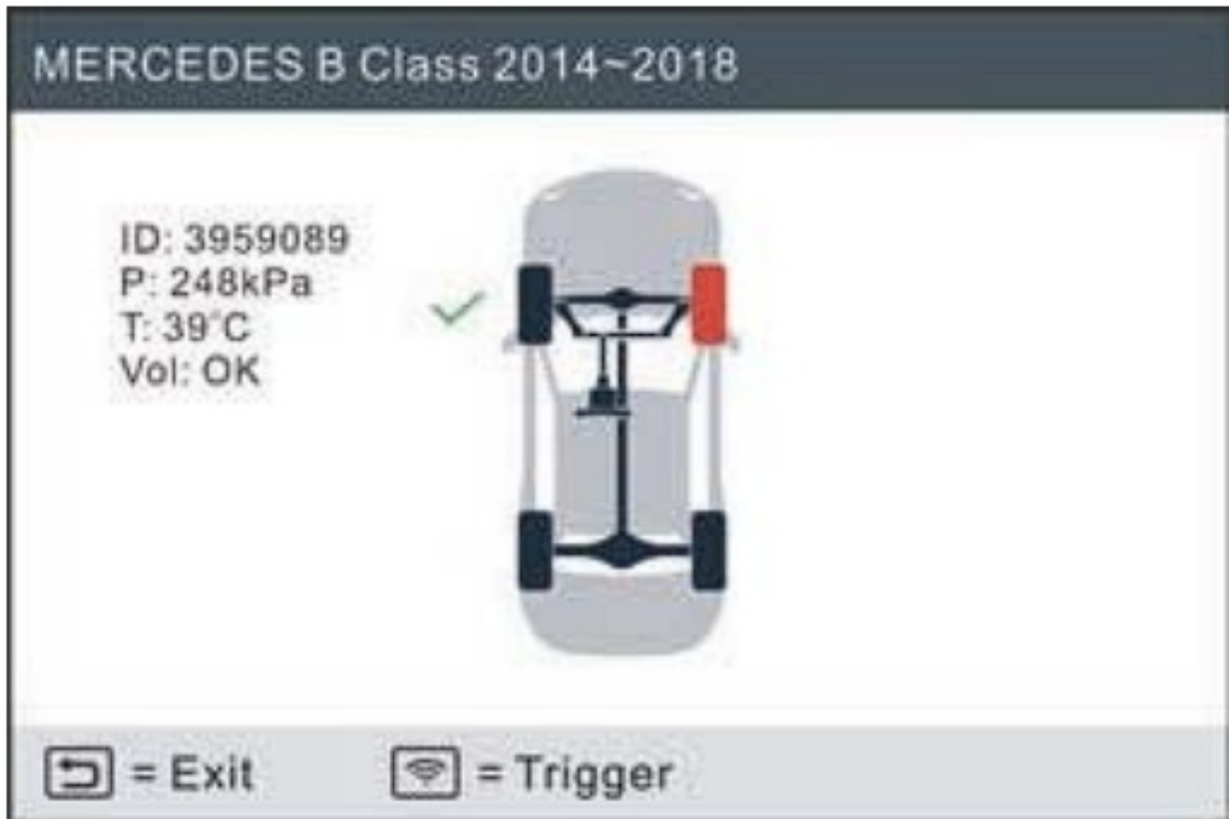 MERCEDES B Class 2014~2018
ID: 3959089
P: 248kPa
T: 39°C
Vol: OK
= Exit
= Trigger